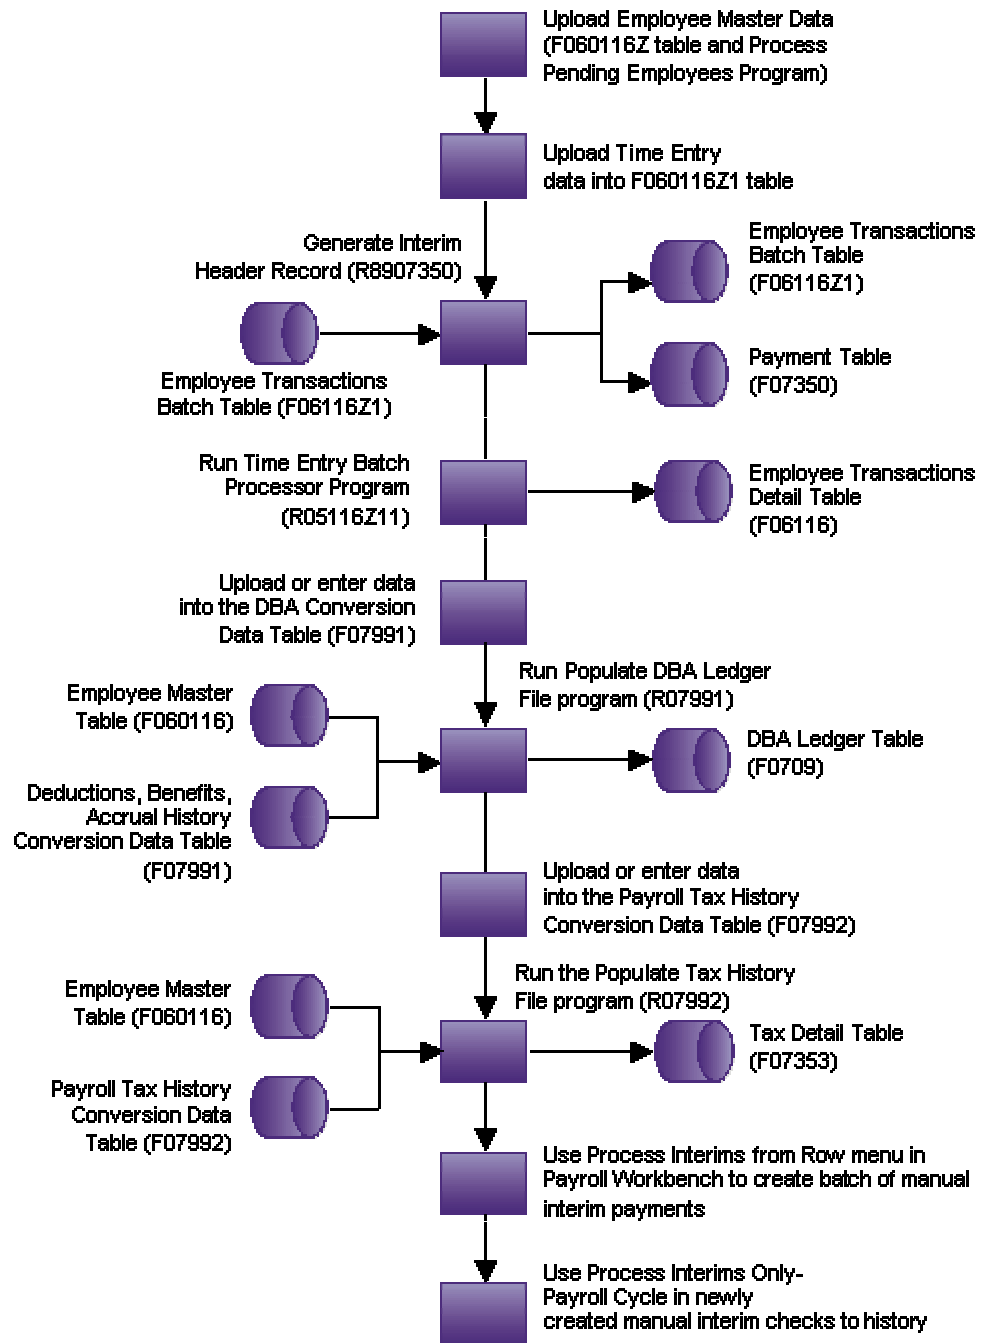 Upload Employee Master Data
(F060116Z table and Process
Pending Employees Program)
Upload Time Entry
data into F060116Z1 table
Generate Interim
Header Record (R8907350)
Employee Transactions
Batch Table
(F06116Z1)
Employee Transactions
Batch Table (F06116Z1)
Payment Table
(F07350)
Run Time Entry Batch
Processor Program
(R05116Z11)
Employee Transactions
Detail Table
(F06116)
Upload or enter data
into the DBA Conversion
Data Table (F07991)
Run Populate DBA Ledger
File program (R07991)
Employee Master
Table (F060116)
DBA Ledger Table
(F0709)
Deductions, Benefits,
Accrual History
Conversion Data Table
(F07991)
Upload or enter data
into the Payroll Tax History
Conversion Data Table (F07992)
Run the Populate Tax History
File program (R07992)
Employee Master
Table (F060116)
Tax Detail Table
(F07353)
Payroll Tax History
Conversion Data
Table (F07992)
Use Process Interims from Row menu in
Payroll Workbench to create batch of manual
interim payments
Use Process Interims Only-
Payroll Cycle in newly
created manual interim checks to history